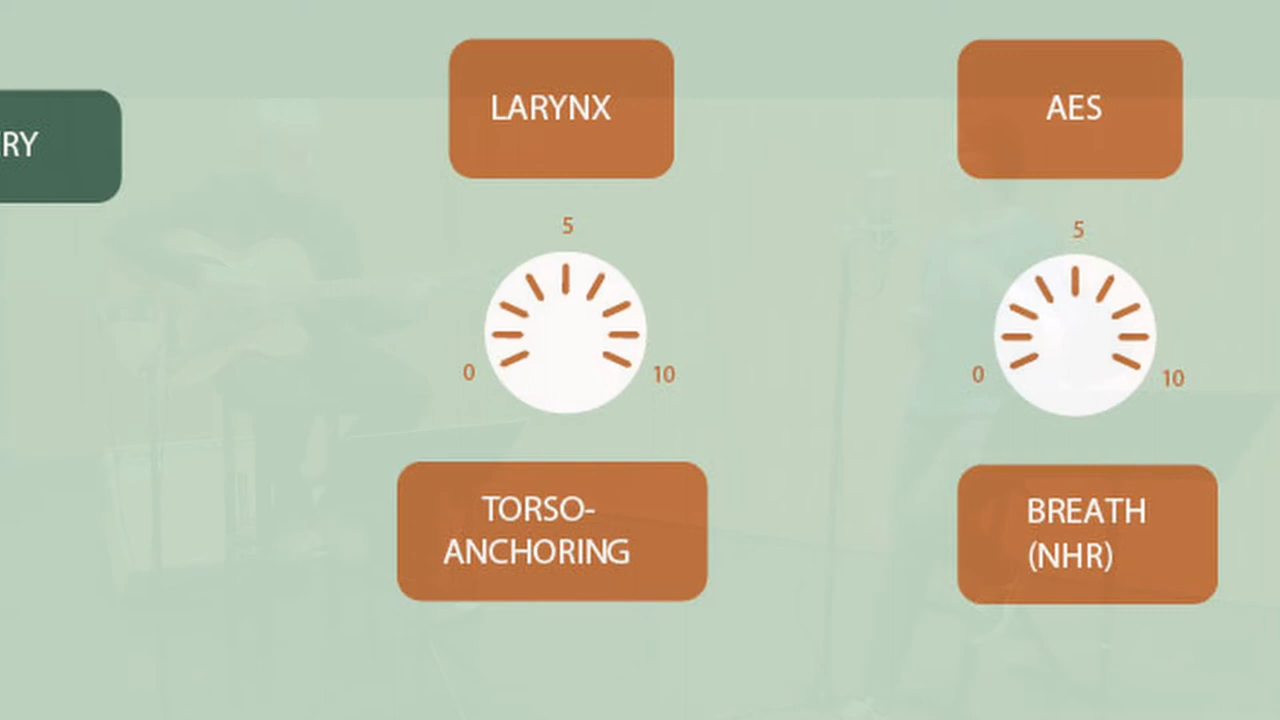 LARYNX
AES
RY
5
5
0
10
0
10
TORSO-
ANCHORING
BREATH
(NHR)